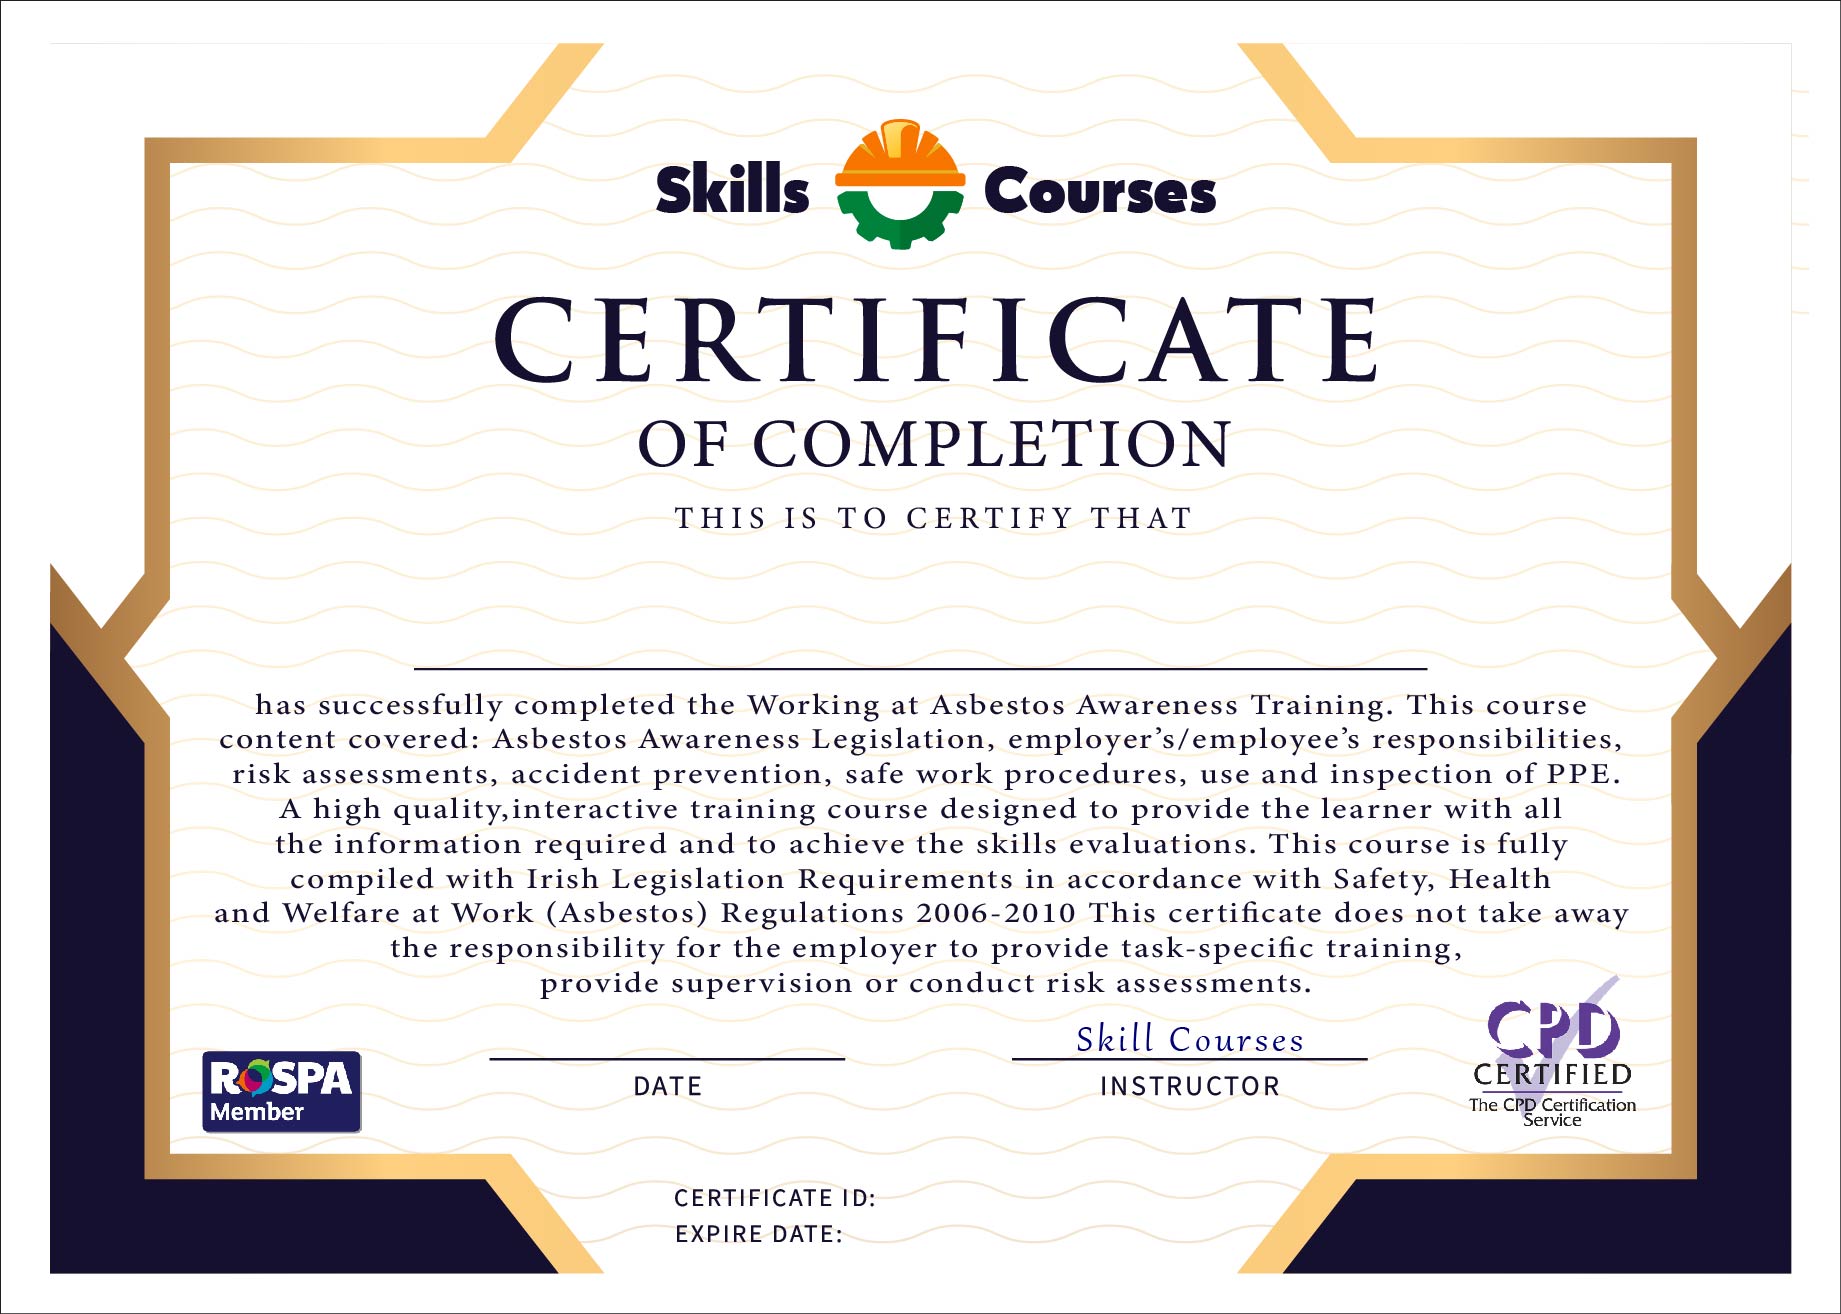 Skills Courses
CERTIFICATE
OF COMPLETION
THIS IS TO CERTIFY THAT
has successfully completed the Working at Asbestos Awareness Training. This course
content covered: Asbestos Awareness Legislation, employer’s/employee’s responsibilities,
risk assessments, accident prevention, safe work procedures, use and inspection of PPE.
A high quality,interactive training course designed to provide the learner with all
the information required and to achieve the skills evaluations. This course is fully
compiled with Irish Legislation Requirements in accordance with Safety, Health
and Welfare at Work (Asbestos) Regulations 2006-2010 This certificate does not take away
the responsibility for the employer to provide task-specific training,
provide supervision or conduct risk assessments.
Skill Courses
DATE
INSTRUCTOR
RoSPA
Member
CPD
CERTIFIED
The CPD Certification
Service
CERTIFICATE ID:
EXPIRE DATE: